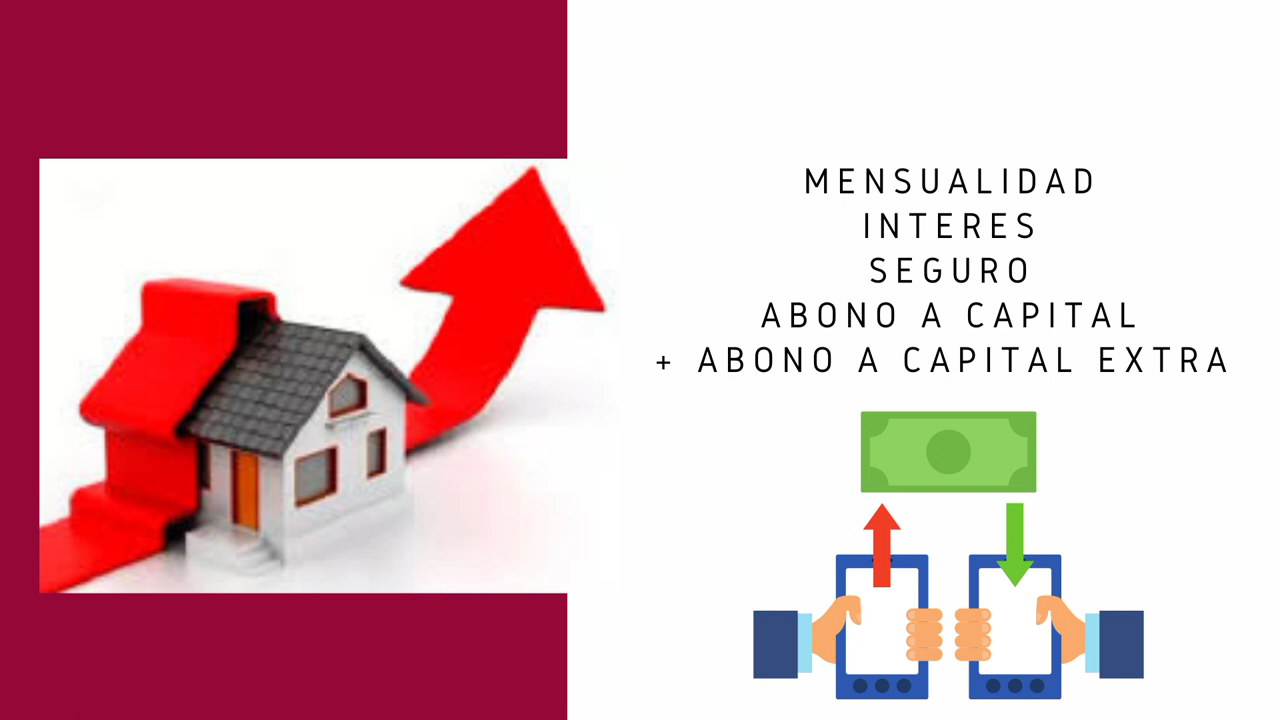 MENSUALIDAD
INTERES
SEGURO
ABONO A CAPITAL
+ ABONO A CAPITAL EXTRA